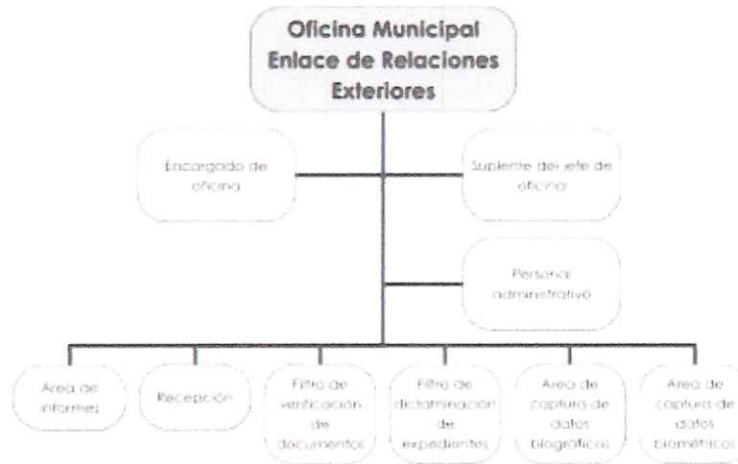 Oficina Municipal
Enlace de Relaciones
Exteriores
Encargado de
oficina
Suplente del jefe de
oficina
Personal
administrativo
Área de
informes
Recepción
Filtro de
verificación
de
documentos
Filtro de
dictaminación
de
expedientes
Área de
captura de
datos
biográficos
Área de
captura de
datos
biométricos